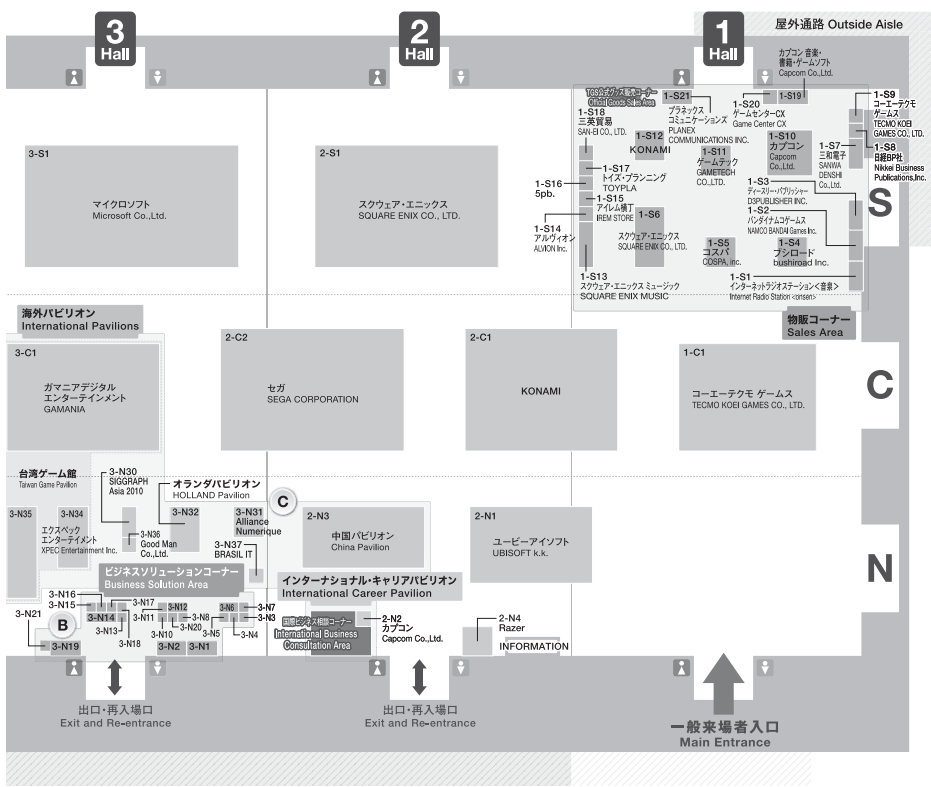 3
Hall
2
Hall
1
Hall
屋外通路 Outside Aisle
カプコン 音楽・
書籍・ゲームソフト
Capcom Co.,Ltd.
TGS公式グッズ販売コーナー
Official Goods Sales Area
1-S21
プラネックス
コミュニケーションズ
PLANEX
COMMUNICATIONS INC.
1-S20
ゲームセンターCX
Game Center CX
1-S19
1-S9
コーエーテクモ
ゲームス
TECMO KOEI
GAMES CO., LTD.
1-S18
三英貿易
SAN-EI CO., LTD.
1-S12
KONAMI
1-S11
ゲームテック
GAMETECH
CO.,LTD.
1-S10
カプコン
Capcom
Co.,Ltd.
1-S7
三和電子
SANWA
DENSHI
Co.,Ltd.
1-S8
日経BP社
Nikkei Business
Publications,Inc.
1-S17
トイズ・プランニング
TOYPLA
1-S16
5pb.
1-S15
アイレム横丁
IREM STORE
1-S14
アルヴィオン
ALVION Inc.
1-S6
スクウェア・エニックス
SQUARE ENIX CO., LTD.
1-S3
ディースリー・パブリッシャー
D3PUBLISHER INC.
1-S2
バンダイナムコゲームス
NAMCO BANDAI Games Inc.
1-S5
コスパ
COSPA, inc.
1-S4
ブシロード
bushiroad Inc.
1-S13
スクウェア・エニックス ミュージック
SQUARE ENIX MUSIC
1-S1
インターネットラジオステーション<音泉>
Internet Radio Station <onsen>
S
3-S1
マイクロソフト
Microsoft Co.,Ltd.
2-S1
スクウェア・エニックス
SQUARE ENIX CO., LTD.
物販コーナー
Sales Area
海外パビリオン
International Pavilions
3-C1
ガマニアデジタル
エンターテインメント
GAMANIA
2-C2
セガ
SEGA CORPORATION
2-C1
KONAMI
1-C1
コーエーテクモ ゲームス
TECMO KOEI GAMES CO., LTD.
C
台湾ゲーム館
Taiwan Game Pavilion
3-N30
SIGGRAPH
Asia 2010
オランダパビリオン
HOLLAND Pavilion
C
3-N35
3-N34
エクスペック
エンターテイメント
XPEC Entertainment Inc.
3-N36
Good Man
Co.,Ltd.
3-N32
3-N31
Alliance
Numerique
3-N37
BRASIL IT
2-N3
中国パビリオン
China Pavilion
2-N1
ユービーアイソフト
UBISOFT k.k.
N
ビジネスソリューションコーナー
Business Solution Area
インターナショナル・キャリアパビリオン
International Career Pavilion
3-N16
3-N15
3-N17
3-N14
3-N13
3-N18
3-N12
3-N11
3-N10
3-N20
3-N8
3-N6
3-N7
3-N3
3-N5
3-N4
3-N21
B
3-N19
3-N2
3-N1
国際ビジネス相談コーナー
International Business
Consultation Area
2-N2
カプコン
Capcom Co.,Ltd.
2-N4
Razer
INFORMATION
出口・再入場口
Exit and Re-entrance
出口・再入場口
Exit and Re-entrance
一般来場者入口
Main Entrance